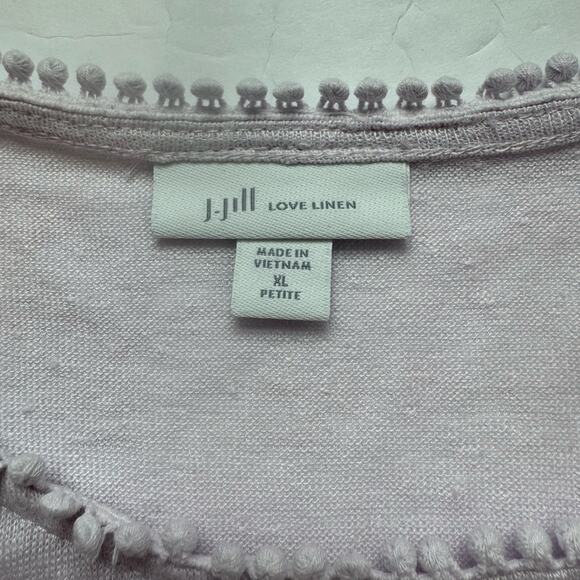 J.Jill LOVE LINEN
MADE IN
VIETNAM
XL
PETITE